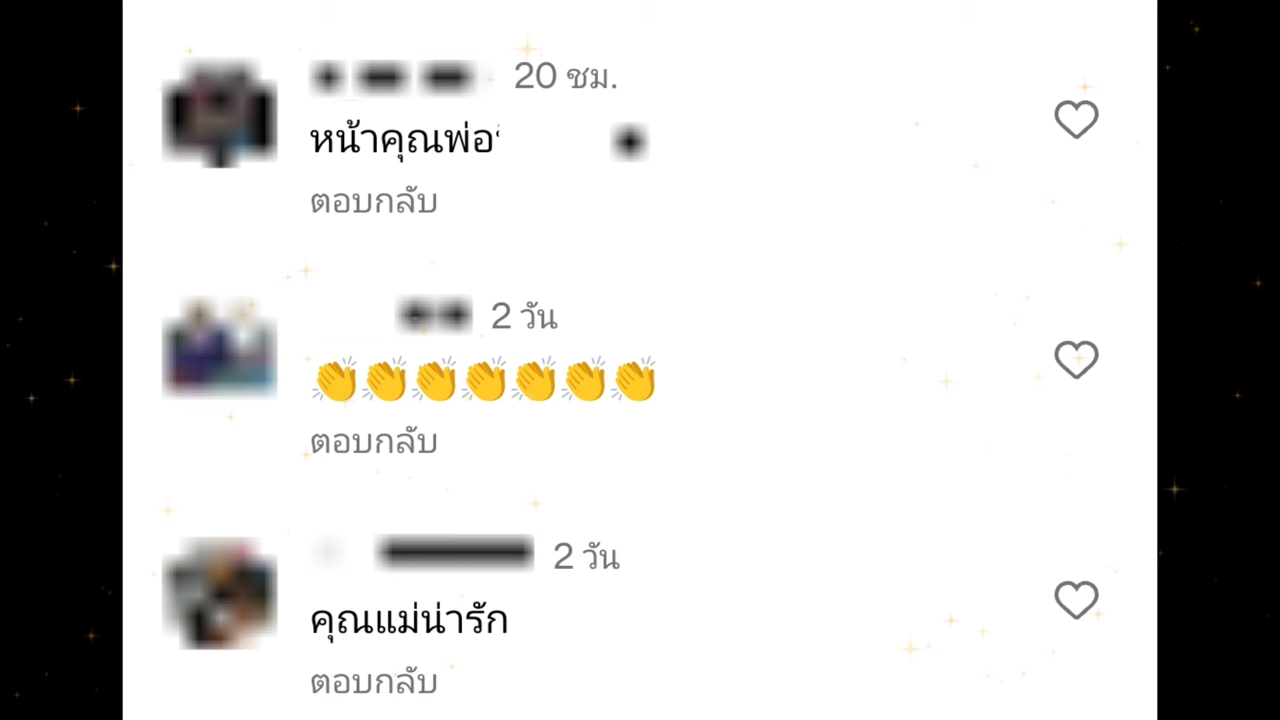 20 ชม.
หน้าคุณพ่อ
ตอบกลับ
2 วัน
👏👏👏👏👏👏👏
ตอบกลับ
2 วัน
คุณแม่น่ารัก
ตอบกลับ